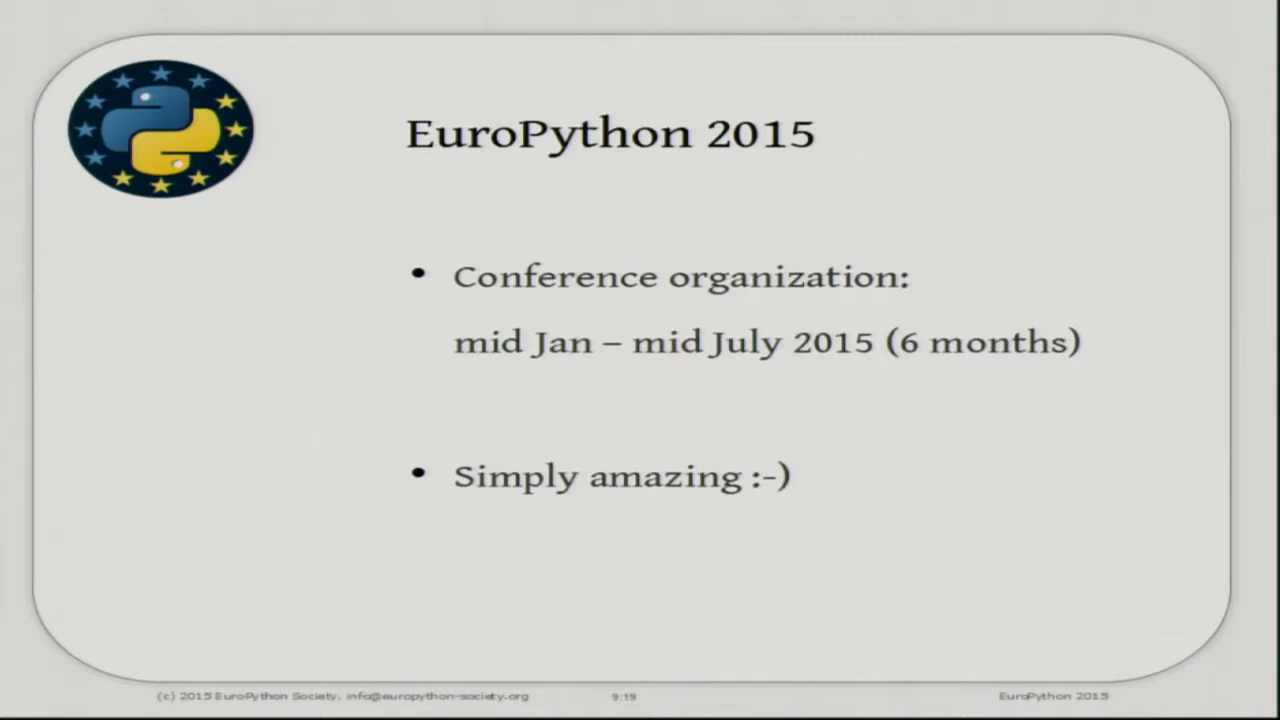 EuroPython 2015
• Conference organization:
mid Jan – mid July 2015 (6 months)
• Simply amazing :-)
(c) 2015 EuroPython Society, info@europython-society.org
9:19
EuroPython 2015